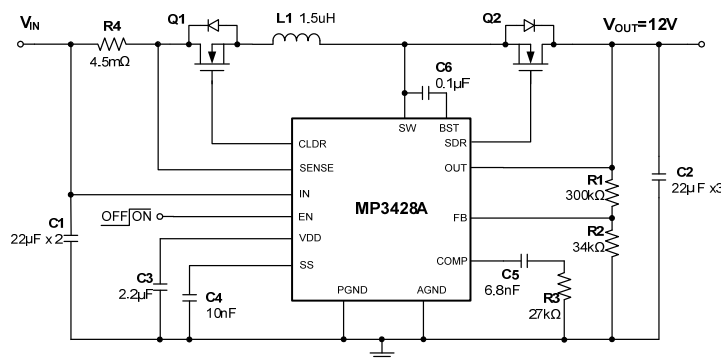 Q1
L1 1.5uH
Q2
VIN
R4
VOUT=12V
4.5mΩ
C6
0.1µF
SW
BST
CLDR
SDR
SENSE
OUT
IN
R1
300kΩ
C2
22µF x3
OFF ON
EN
MP3428A
FB
C1
22µF x 2
VDD
R2
34kΩ
SS
COMP
C3
2.2µF
C4
10nF
C5
6.8nF
R3
27kΩ
PGND
AGND